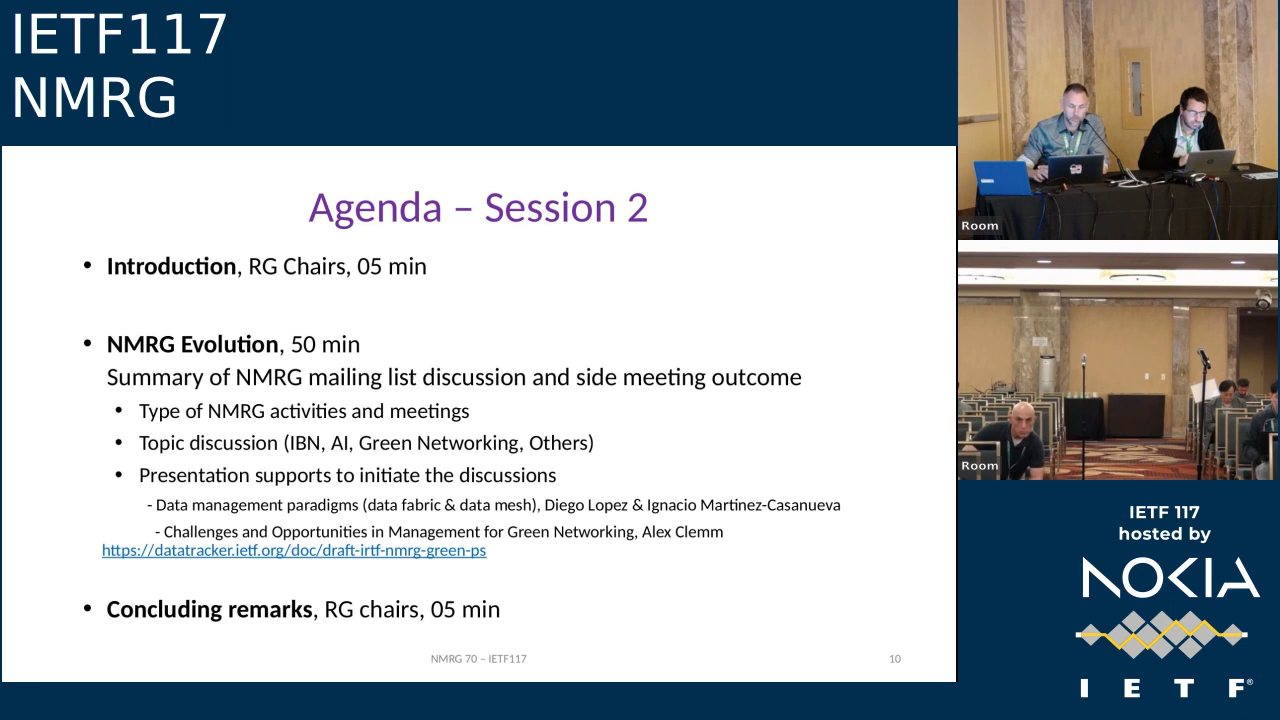 IETF117
NMRG
Agenda – Session 2
• Introduction, RG Chairs, 05 min
• NMRG Evolution, 50 min
Summary of NMRG mailing list discussion and side meeting outcome
• Type of NMRG activities and meetings
• Topic discussion (IBN, AI, Green Networking, Others)
• Presentation supports to initiate the discussions
- Data management paradigms (data fabric & data mesh), Diego Lopez & Ignacio Martinez-Casanueva
- Challenges and Opportunities in Management for Green Networking, Alex Clemm
https://datatracker.ietf.org/doc/draft-irtf-nmrg-green-ps
• Concluding remarks, RG chairs, 05 min
NMRG 70 – IETF117
10
Room
Room
IETF 117
hosted by
NOKIA
I E T F®